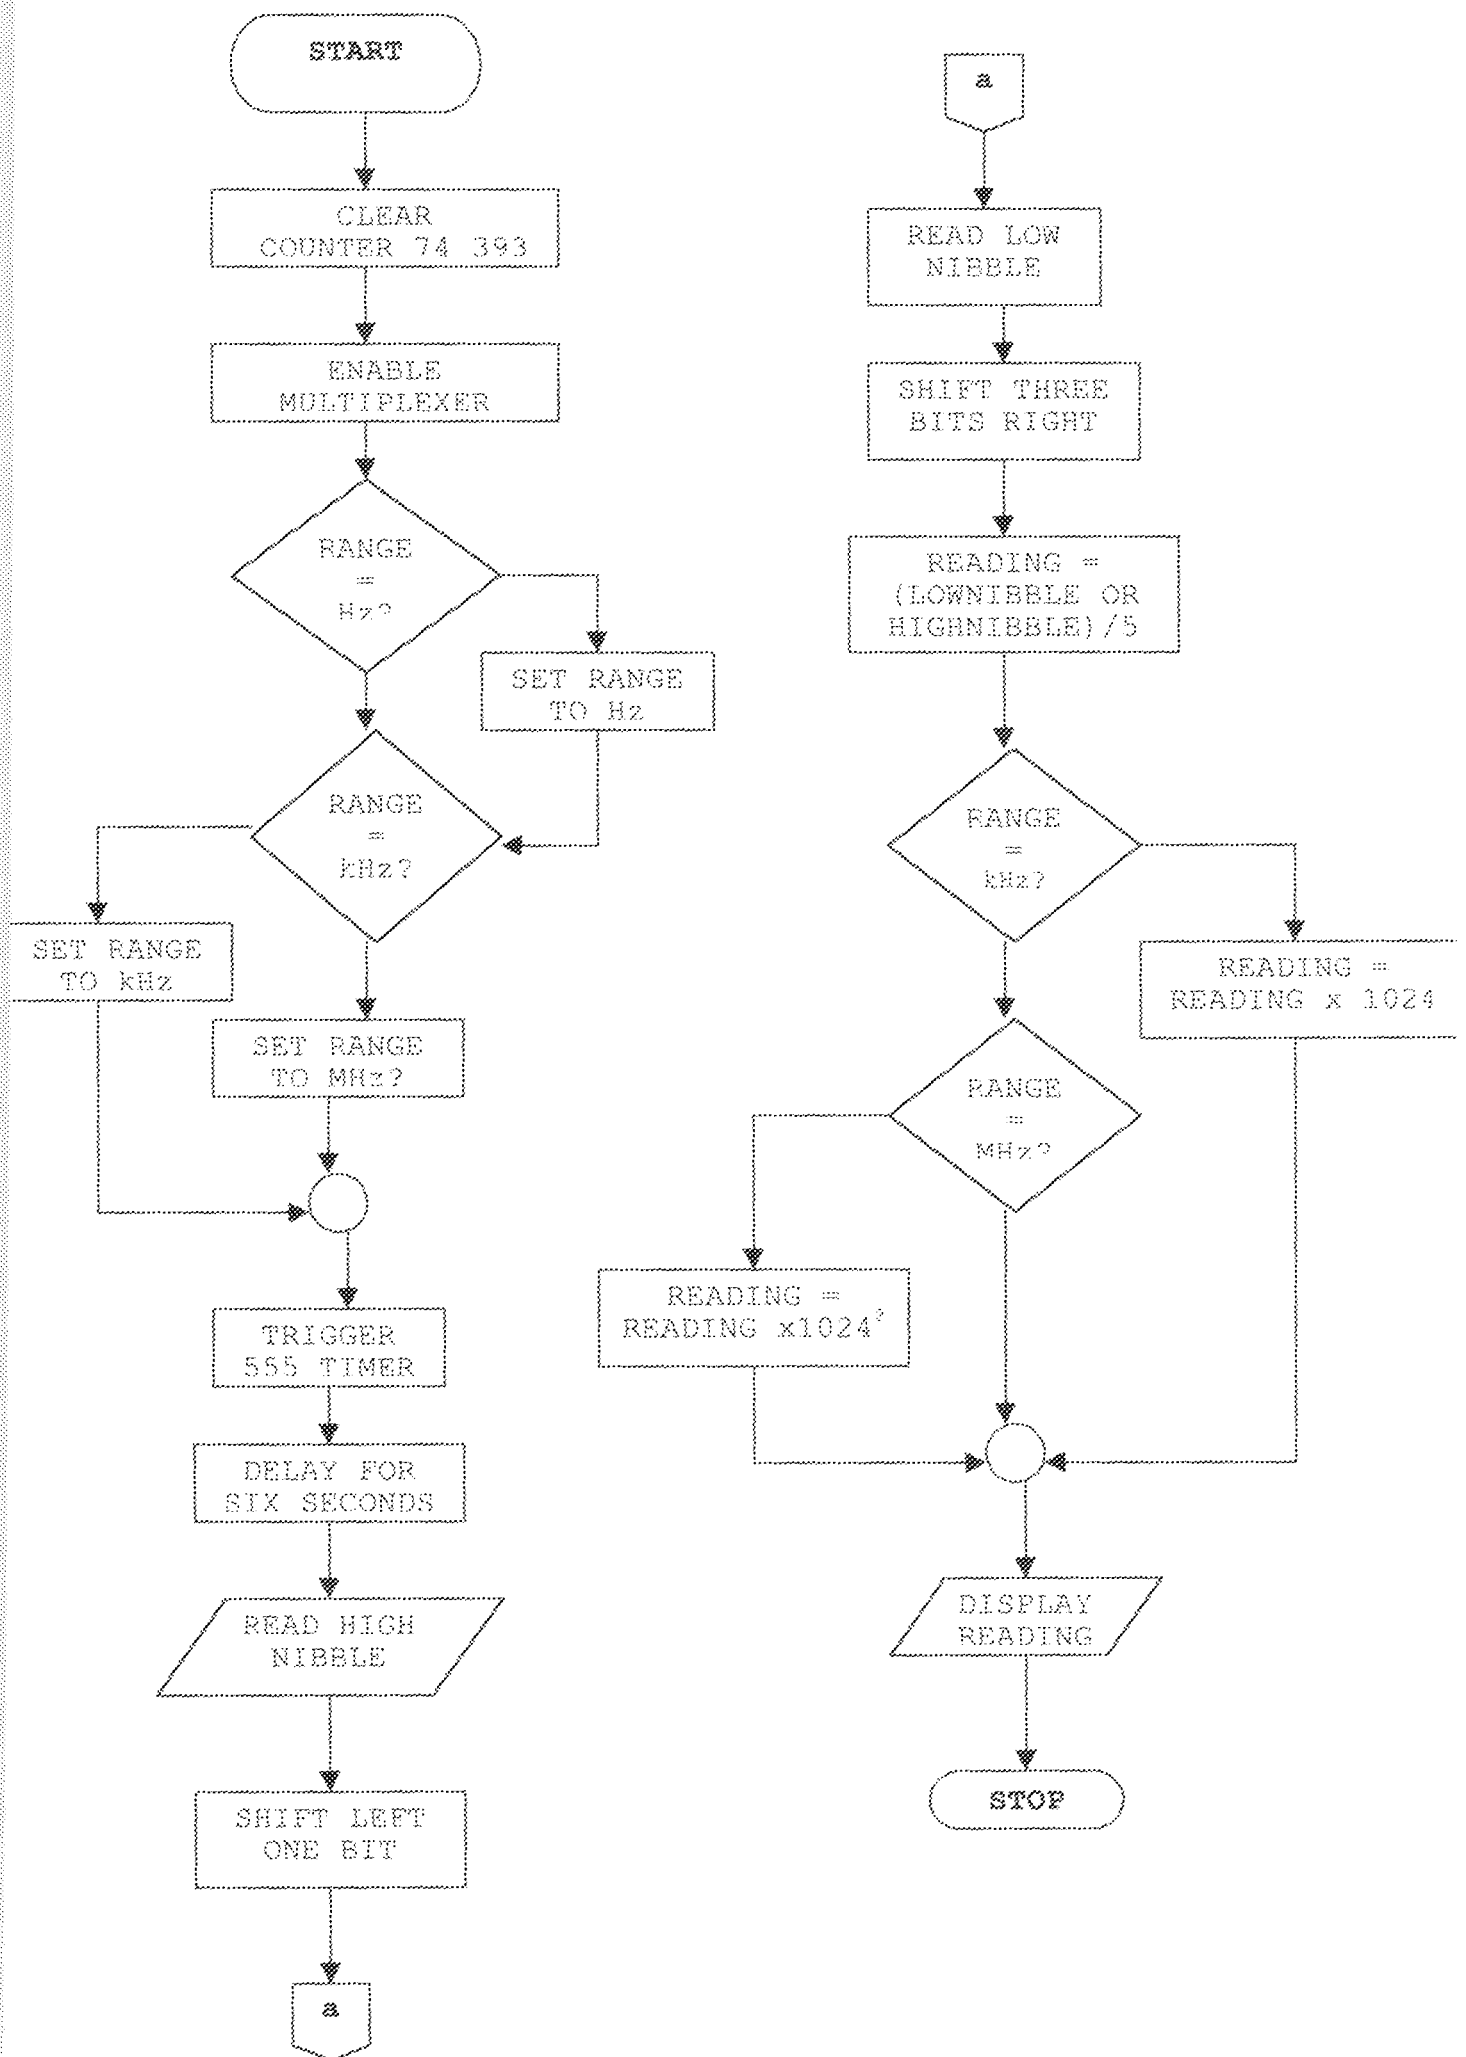 START
CLEAR
COUNTER 74 393
ENABLE
MULTIPLEXER
RANGE
=
Hz?
SET RANGE
TO Hz
RANGE
=
kHz?
SET RANGE
TO kHz
SET RANGE
TO MHz?
TRIGGER
555 TIMER
DELAY FOR
SIX SECONDS
READ HIGH
NIBBLE
SHIFT LEFT
ONE BIT
a
a
READ LOW
NIBBLE
SHIFT THREE
BITS RIGHT
READING =
(LOWNIBBLE OR
HIGHNIBBLE)/5
RANGE
=
kHz?
READING =
READING x 1024
RANGE
=
MHz?
READING =
READING x1024²
DISPLAY
READING
STOP